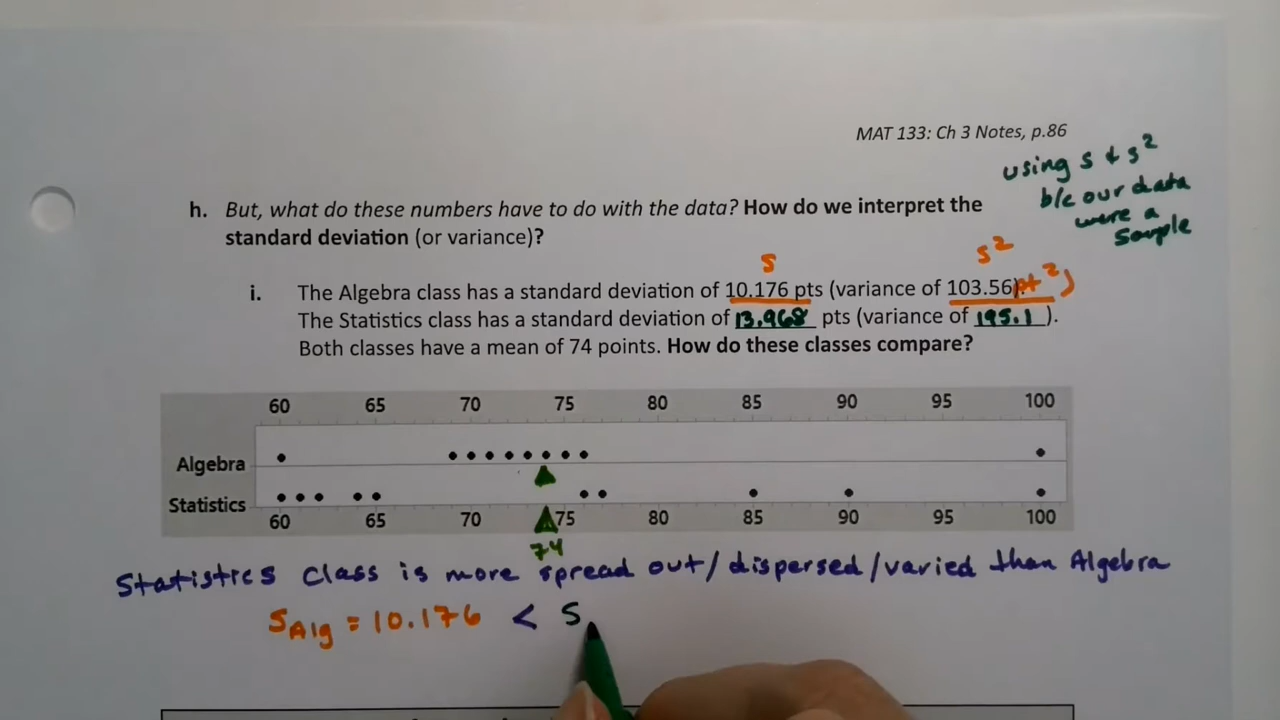 MAT 133: Ch 3 Notes, p.86
using s & s²
b/c our data
were a
sample
h. But, what do these numbers have to do with the data? How do we interpret the
standard deviation (or variance)?
s
s²
i. The Algebra class has a standard deviation of 10.176 pts (variance of 103.56 pt²)
The Statistics class has a standard deviation of 13.968 pts (variance of 195.1).
Both classes have a mean of 74 points. How do these classes compare?
60 65 70 75 80 85 90 95 100
Algebra
Statistics
60 65 70 75 80 85 90 95 100
74
Statistics class is more spread out/dispersed/varied than Algebra
SAlg = 10.176 < S